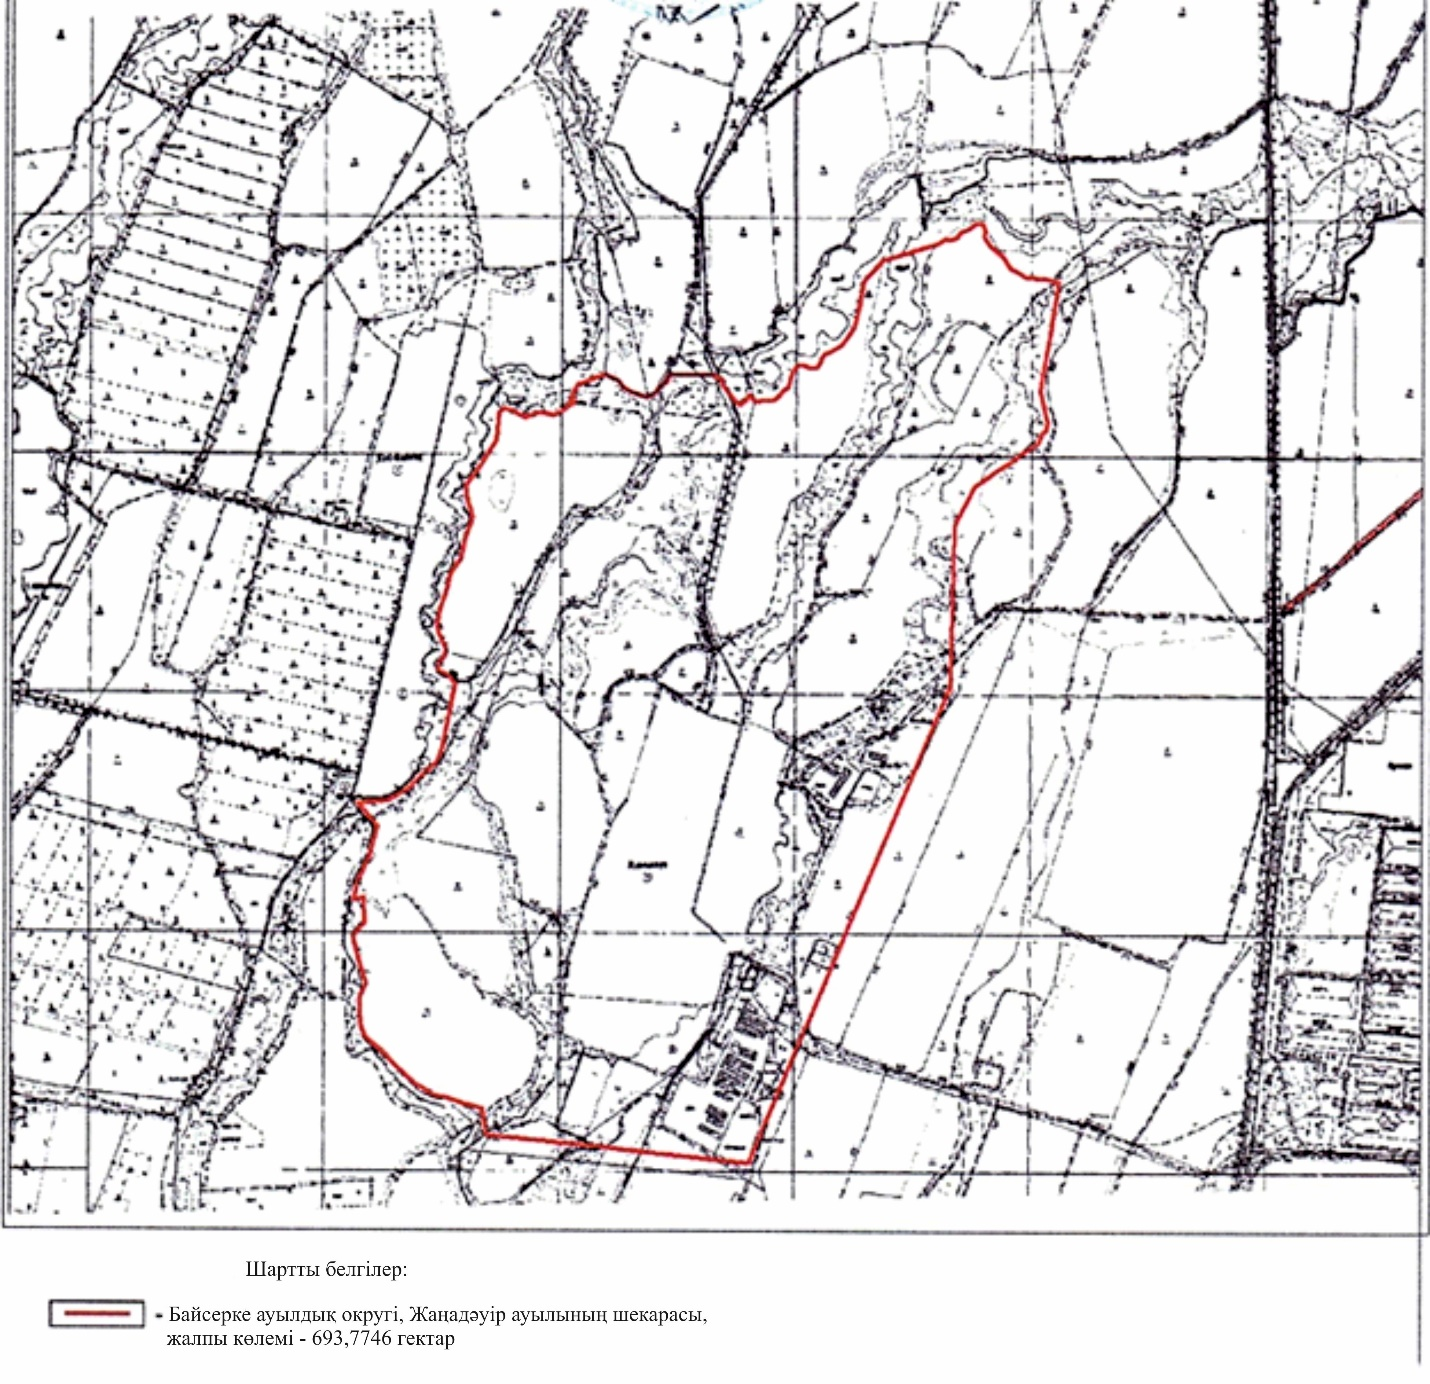 Шартты белгілер:
- Байсерке ауылдық округі, Жаңадәуір ауылының шекарасы,
жалпы көлемі - 693,7746 гектар